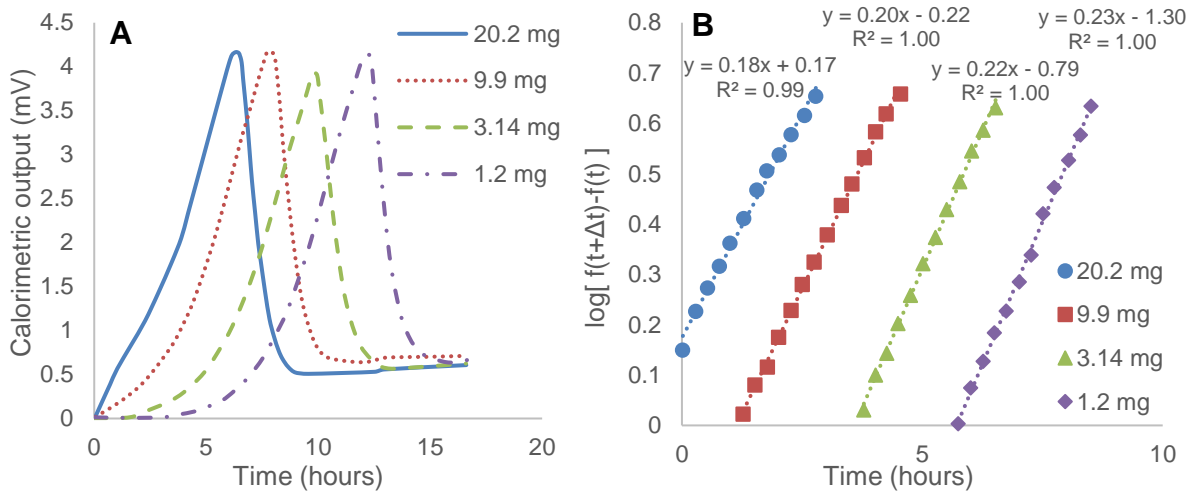 A
Calorimetric output (mV)
4.5
4
3.5
3
2.5
2
1.5
1
0.5
0
0
5
10
15
20
Time (hours)
20.2 mg
9.9 mg
3.14 mg
1.2 mg
B
log[ f(t+Δt)-f(t) ]
0.8
0.7
0.6
0.5
0.4
0.3
0.2
0.1
0
0
5
10
Time (hours)
y = 0.18x + 0.17
R² = 0.99
y = 0.20x - 0.22
R² = 1.00
y = 0.22x - 0.79
R² = 1.00
y = 0.23x - 1.30
R² = 1.00
20.2 mg
9.9 mg
3.14 mg
1.2 mg